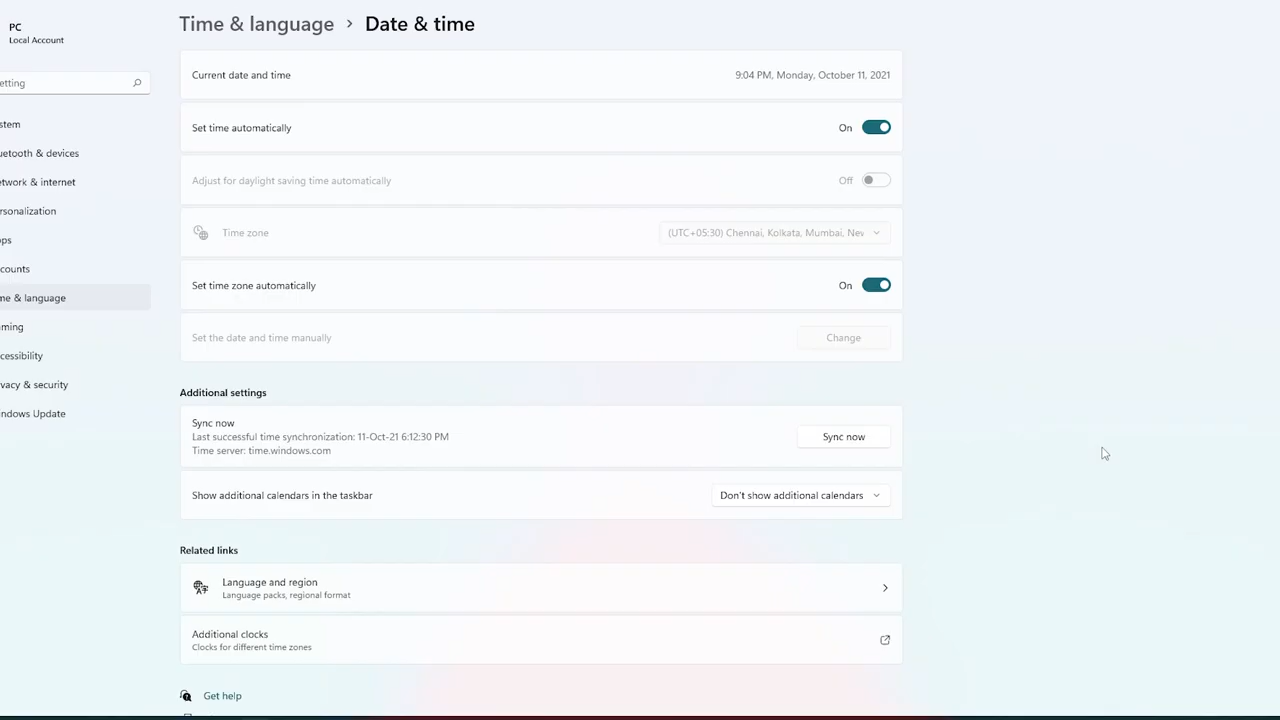 PC
Local Account
Time & language > Date & time
etting
stem
uetooth & devices
etwork & internet
rsonalization
ps
counts
me & language
ming
cessibility
vacy & security
ndows Update
Current date and time
9:04 PM, Monday, October 11, 2021
Set time automatically
On
Adjust for daylight saving time automatically
Off
Time zone
(UTC+05:30) Chennai, Kolkata, Mumbai, New
Set time zone automatically
On
Set the date and time manually
Change
Additional settings
Sync now
Last successful time synchronization: 11-Oct-21 6:12:30 PM
Time server: time.windows.com
Sync now
Show additional calendars in the taskbar
Don't show additional calendars
Related links
Language and region
Language packs, regional format
Additional clocks
Clocks for different time zones
Get help